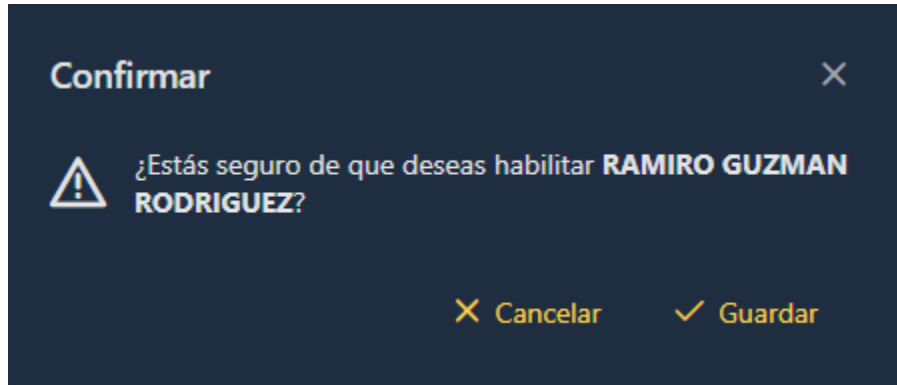 Confirmar
¿Estás seguro de que deseas habilitar RAMIRO GUZMAN
RODRIGUEZ?
Cancelar Guardar